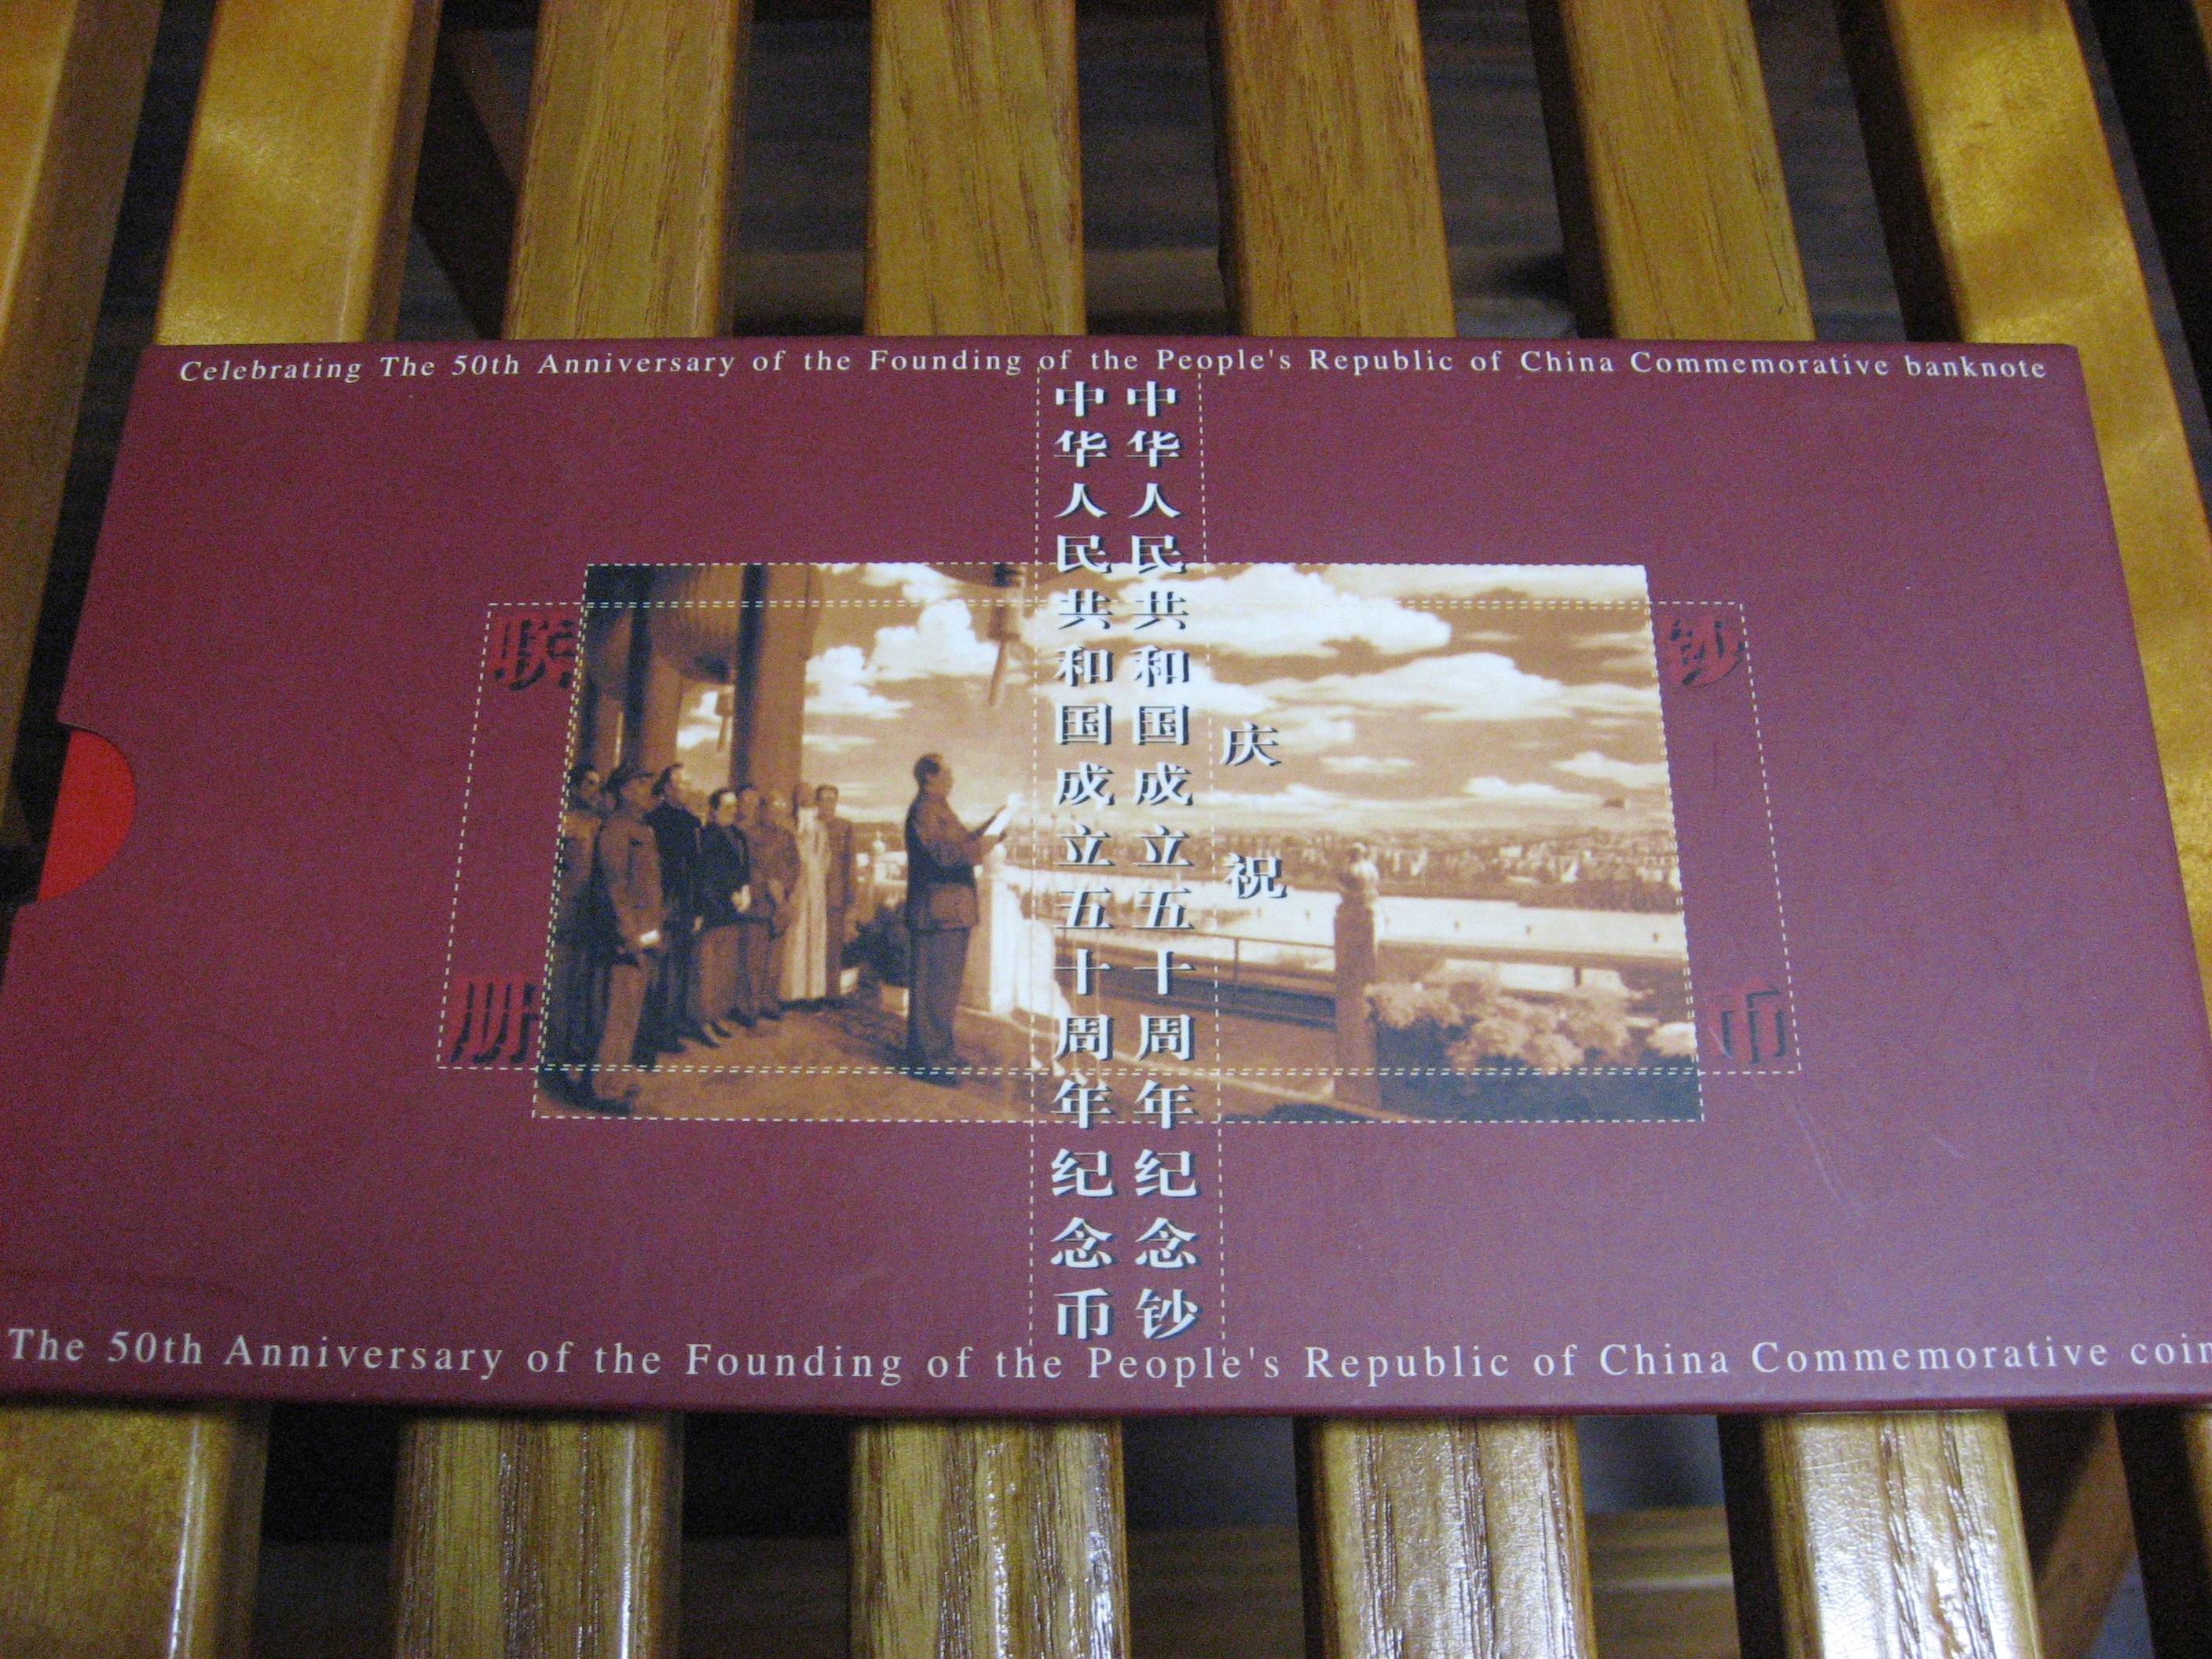 Celebrating The 50th Anniversary of the Founding of the People's Republic of China Commemorative banknote
庆祝
中华人民共和国成立五十周年纪念钞
中华人民共和国成立五十周年纪念币
钞币
联册
The 50th Anniversary of the Founding of the People's Republic of China Commemorative coin